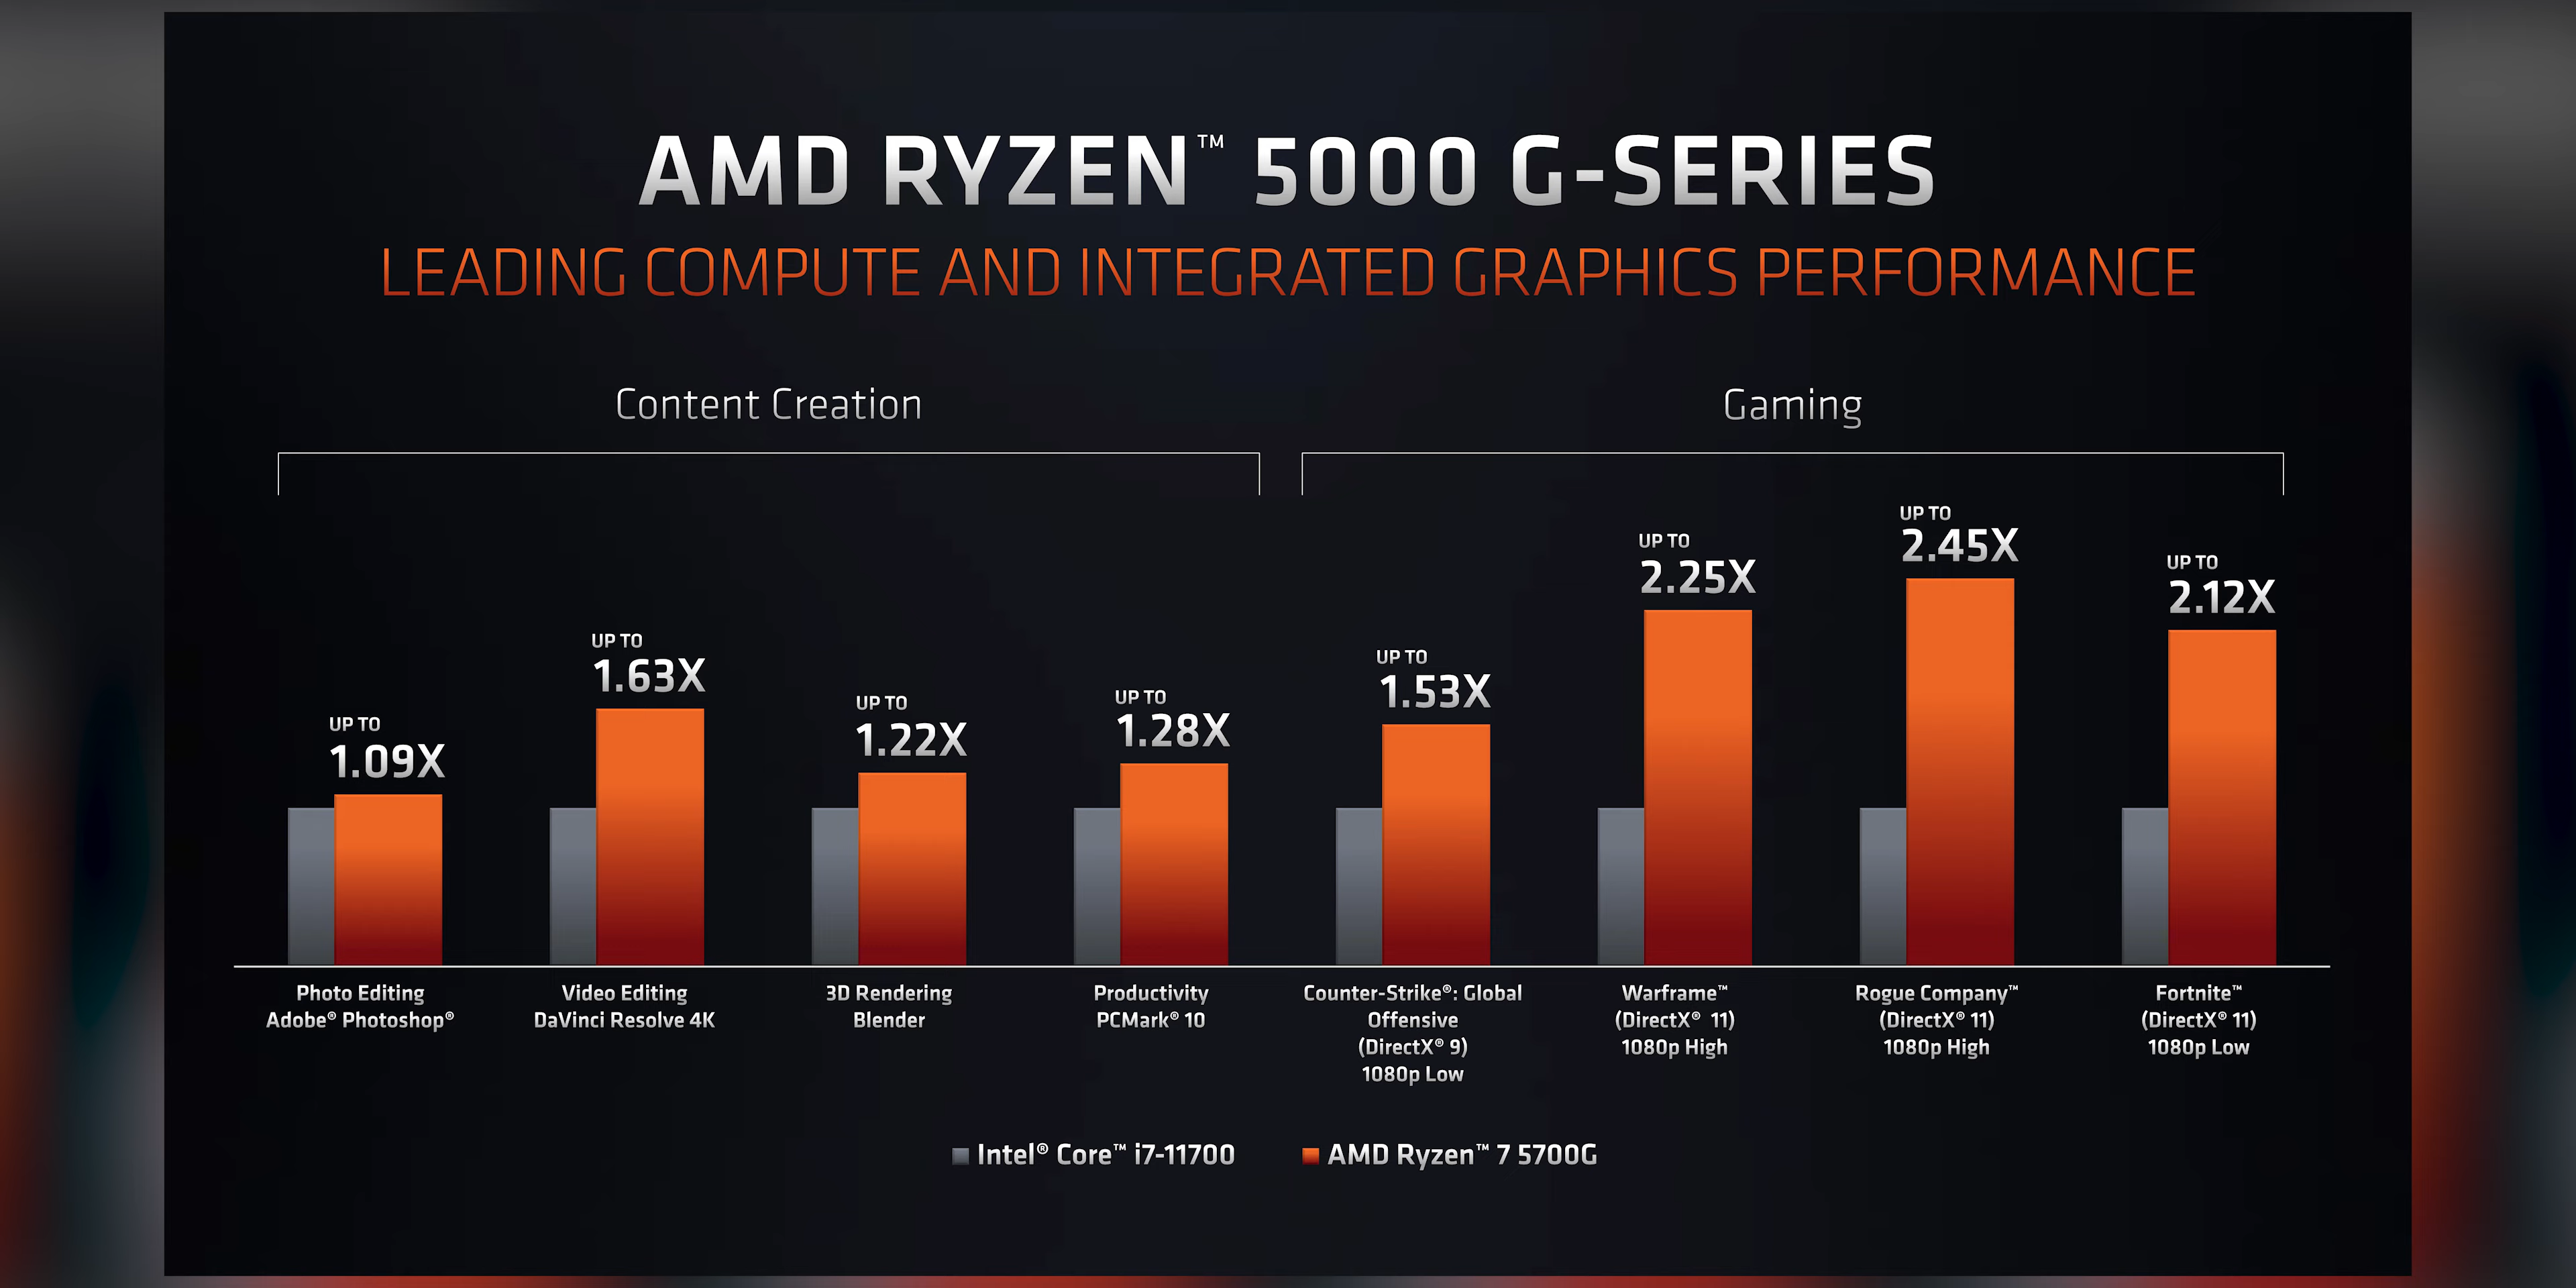 AMD RYZEN™ 5000 G-SERIES
LEADING COMPUTE AND INTEGRATED GRAPHICS PERFORMANCE
Content Creation
Gaming
UP TO
1.09X
UP TO
1.63X
UP TO
1.22X
UP TO
1.28X
UP TO
1.53X
UP TO
2.25X
UP TO
2.45X
UP TO
2.12X
Photo Editing
Adobe® Photoshop®
Video Editing
DaVinci Resolve 4K
3D Rendering
Blender
Productivity
PCMark® 10
Counter-Strike®: Global
Offensive
(DirectX® 9)
1080p Low
Warframe™
(DirectX® 11)
1080p High
Rogue Company™
(DirectX® 11)
1080p High
Fortnite™
(DirectX® 11)
1080p Low
Intel® Core™ i7-11700
AMD Ryzen™ 7 5700G